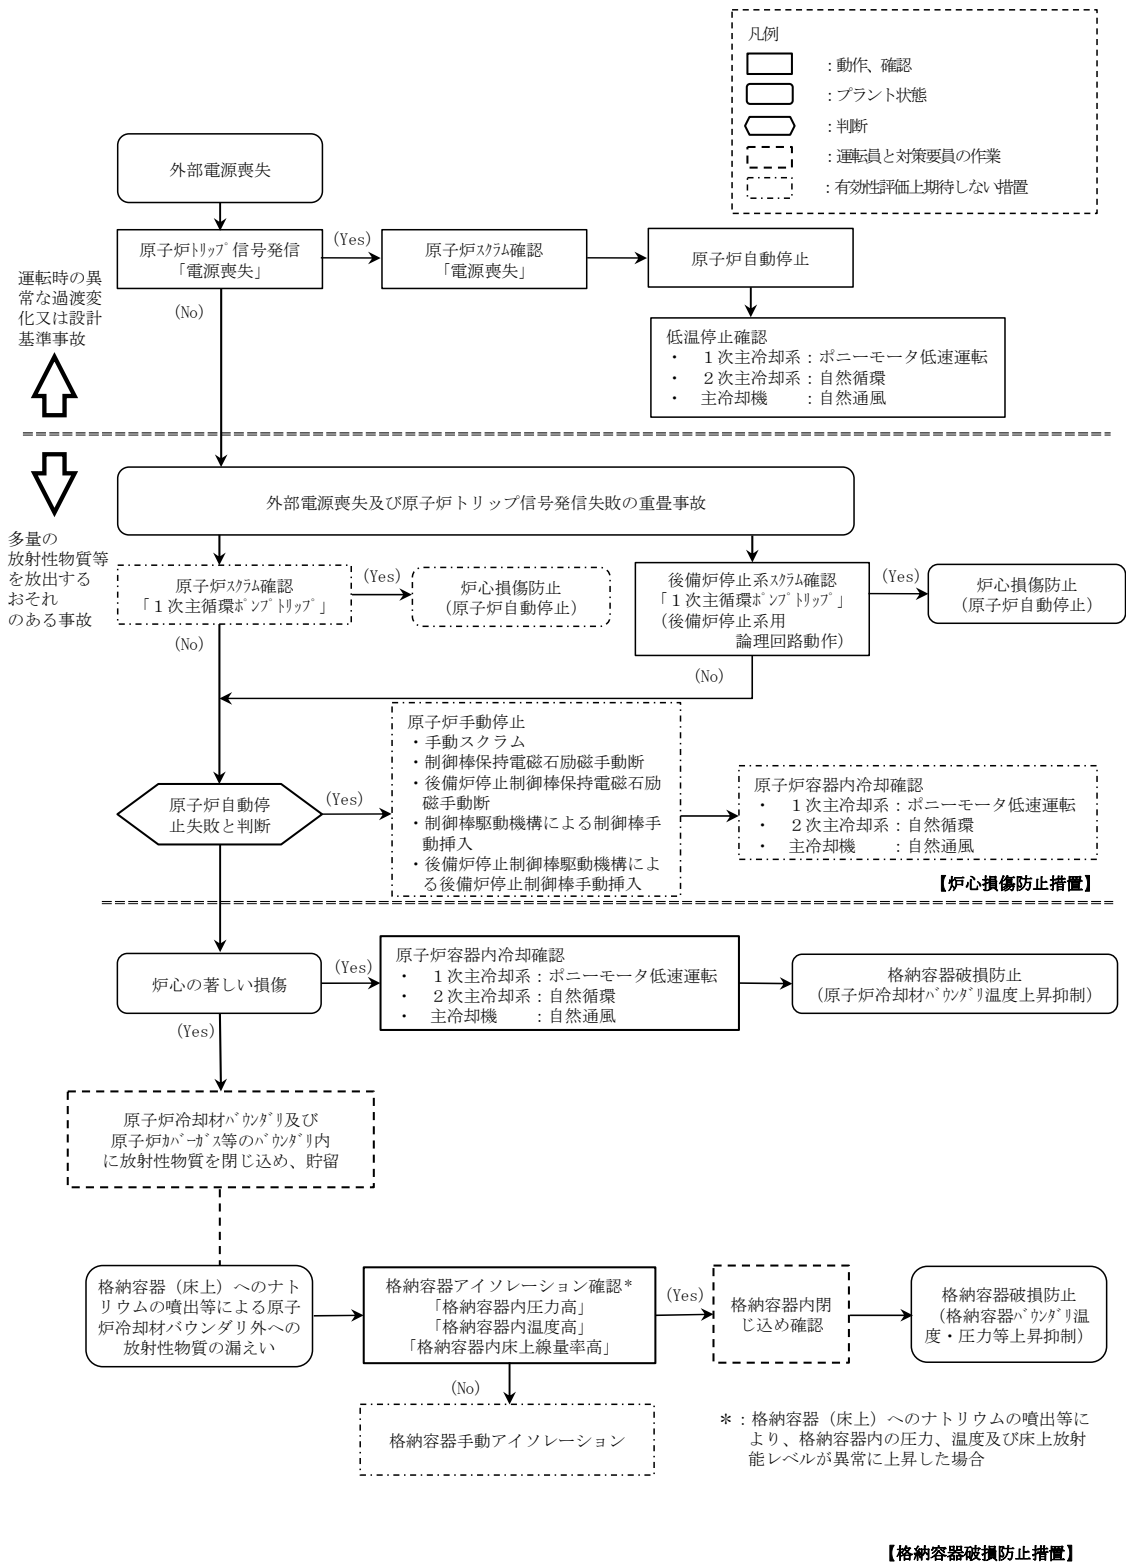 凡例
：動作、確認
：プラント状態
：判断
：運転員と対策要員の作業
：有効性評価上期待しない措置
外部電源喪失
原子炉ﾄﾘｯﾌﾟ信号発信
「電源喪失」
(Yes)
原子炉ｽｸﾗﾑ確認
「電源喪失」
原子炉自動停止
運転時の異
常な過渡変
化又は設計
基準事故
(No)
低温停止確認
・　１次主冷却系：ポニーモータ低速運転
・　２次主冷却系：自然循環
・　主冷却機　　：自然通風
外部電源喪失及び原子炉トリップ信号発信失敗の重畳事故
多量の
放射性物質等
を放出する
おそれ
のある事故
原子炉ｽｸﾗﾑ確認
「１次主循環ﾎﾟﾝﾌﾟﾄﾘｯﾌﾟ」
(Yes)
炉心損傷防止
（原子炉自動停止）
後備炉停止系ｽｸﾗﾑ確認
「１次主循環ﾎﾟﾝﾌﾟﾄﾘｯﾌﾟ」
（後備炉停止系用
論理回路動作）
(Yes)
炉心損傷防止
（原子炉自動停止）
(No)
(No)
原子炉手動停止
・手動スクラム
・制御棒保持電磁石励磁手動断
・後備炉停止制御棒保持電磁石励
磁手動断
・制御棒駆動機構による制御棒手
動挿入
・後備炉停止制御棒駆動機構によ
る後備炉停止制御棒手動挿入
原子炉自動停
止失敗と判断
(Yes)
原子炉容器内冷却確認
・　１次主冷却系：ポニーモータ低速運転
・　２次主冷却系：自然循環
・　主冷却機　　：自然通風
【炉心損傷防止措置】
炉心の著しい損傷
(Yes)
原子炉容器内冷却確認
・　１次主冷却系：ポニーモータ低速運転
・　２次主冷却系：自然循環
・　主冷却機　　：自然通風
格納容器破損防止
（原子炉冷却材ﾊﾞｳﾝﾀﾞﾘ温度上昇抑制）
(Yes)
原子炉冷却材ﾊﾞｳﾝﾀﾞﾘ及び
原子炉ｶﾊﾞｰｶﾞｽ等のﾊﾞｳﾝﾀﾞﾘ内
に放射性物質を閉じ込め、貯留
格納容器（床上）へのナト
リウムの噴出等による原子
炉冷却材バウンダリ外への
放射性物質の漏えい
格納容器アイソレーション確認*
「格納容器内圧力高」
「格納容器内温度高」
「格納容器内床上線量率高」
(Yes)
格納容器内閉
じ込め確認
格納容器破損防止
（格納容器ﾊﾞｳﾝﾀﾞﾘ温
度・圧力等上昇抑制）
(No)
格納容器手動アイソレーション
＊：格納容器（床上）へのナトリウムの噴出等に
より、格納容器内の圧力、温度及び床上放射
能レベルが異常に上昇した場合
【格納容器破損防止措置】